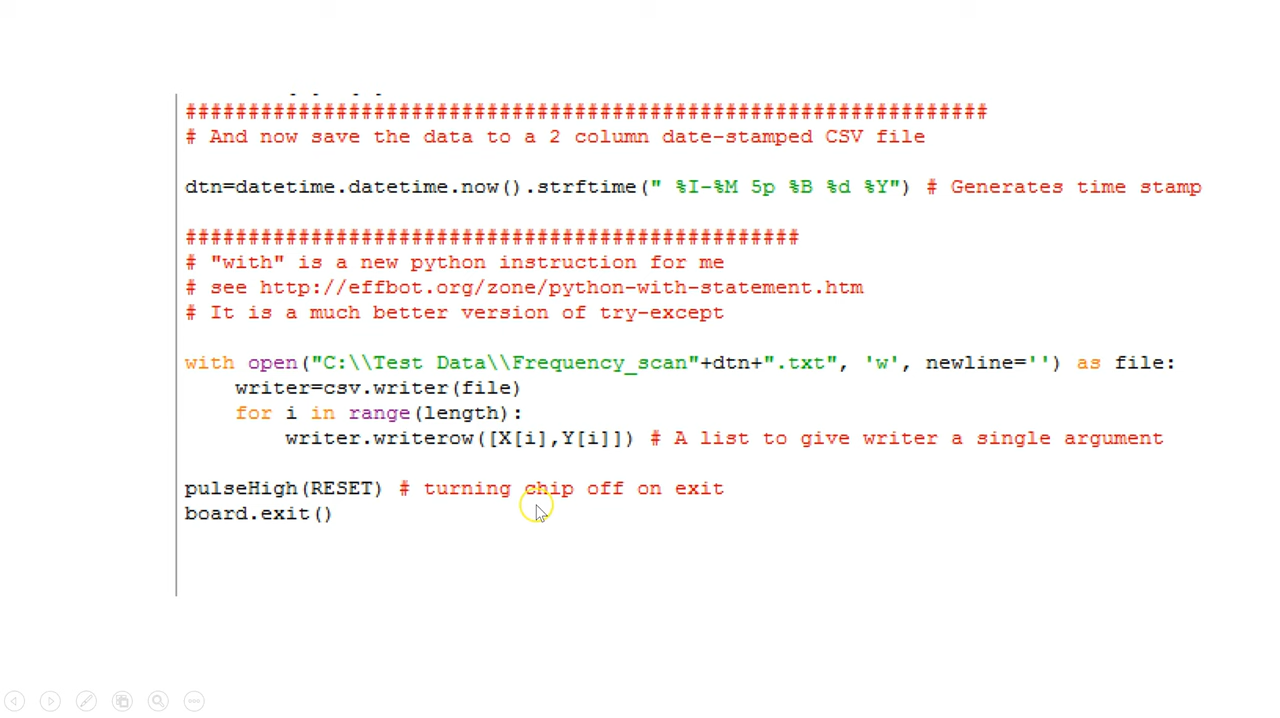 ################################################################
# And now save the data to a 2 column date-stamped CSV file
dtn=datetime.datetime.now().strftime(" %I-%M 5p %B %d %Y") # Generates time stamp
#################################################
# "with" is a new python instruction for me
# see http://effbot.org/zone/python-with-statement.htm
# It is a much better version of try-except
with open("C:\\Test Data\\Frequency_scan"+dtn+".txt", 'w', newline='') as file:
    writer=csv.writer(file)
    for i in range(length):
        writer.writerow([X[i],Y[i]]) # A list to give writer a single argument
pulseHigh(RESET) # turning chip off on exit
board.exit()